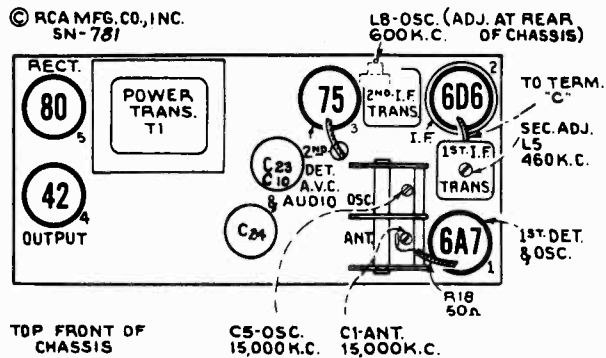 © RCA MFG. CO., INC.
SN-781
L8-OSC. (ADJ. AT REAR
600 K.C. OF CHASSIS)
RECT.
80
5
POWER
TRANS.
T1
75
3
2ND. I.F.
TRANS.
6D6
2
I.F.
TO TERM.
"C"
SEC. ADJ.
L5
460 K.C.
1ST. I.F.
TRANS.
42
4
OUTPUT
C23
C10
2ND.
DET.
A.V.C.
& AUDIO
C24
OSC.
ANT.
6A7
1
1ST. DET.
& OSC.
R18
50Ω
TOP FRONT OF
CHASSIS
C5-OSC.
15,000 K.C.
C1-ANT.
15,000 K.C.